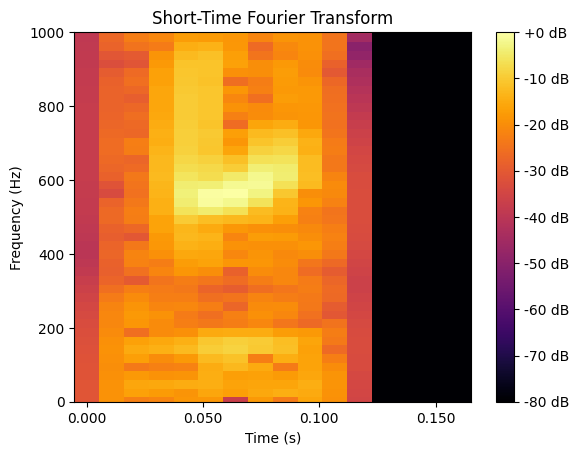 Short-Time Fourier Transform
1000
800
600
400
200
0
Frequency (Hz)
0.000
0.050
0.100
0.150
Time (s)
+0 dB
-10 dB
-20 dB
-30 dB
-40 dB
-50 dB
-60 dB
-70 dB
-80 dB